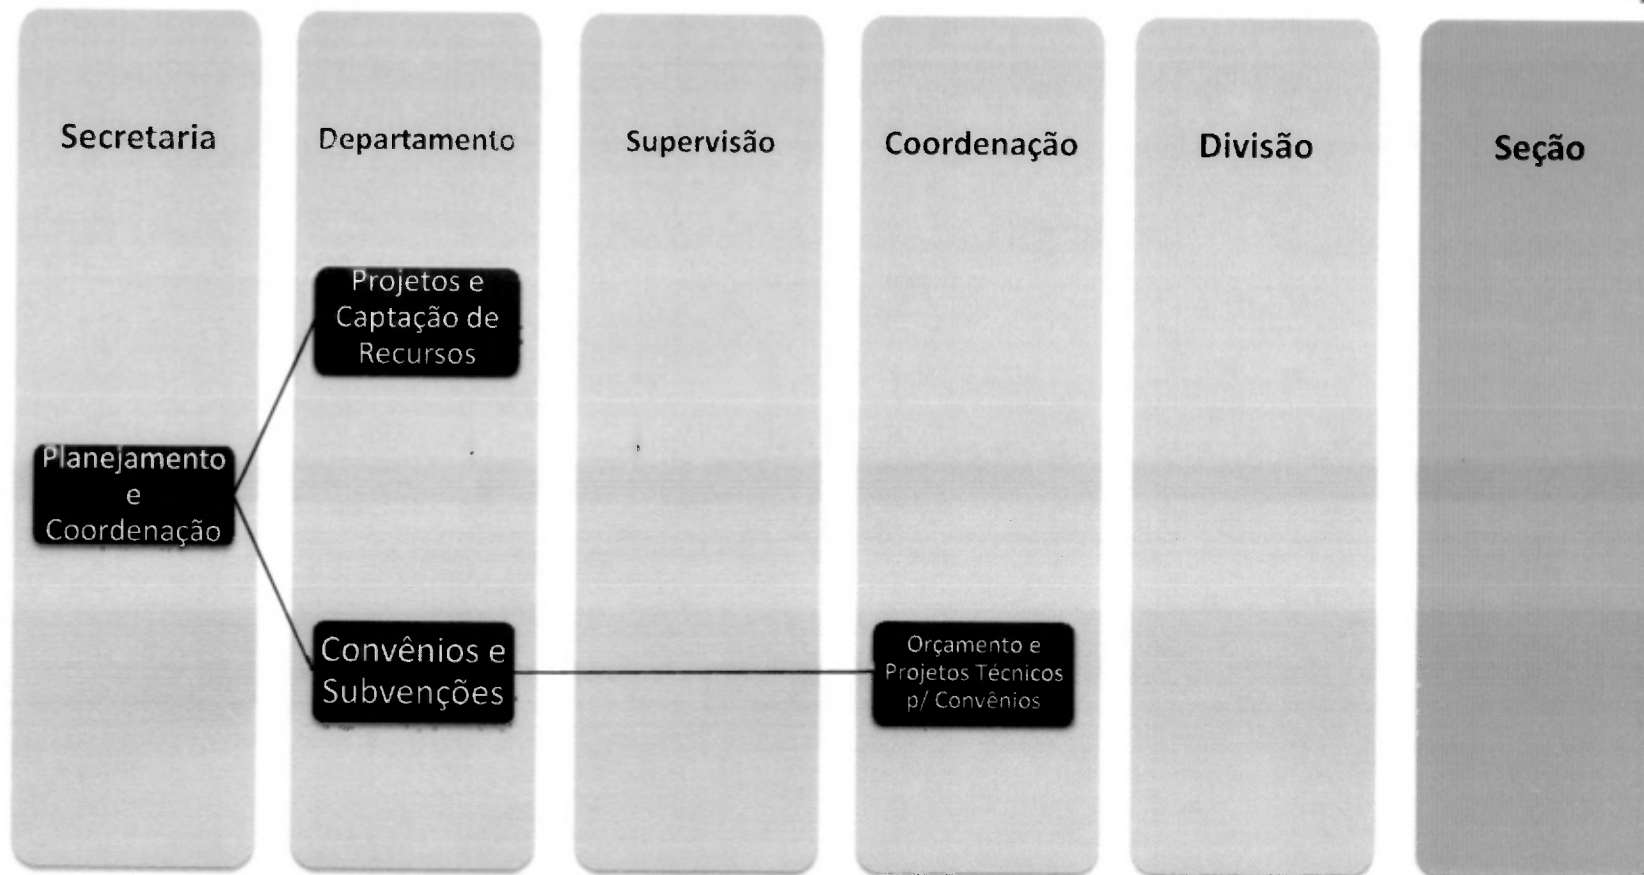 Secretaria
Departamento
Supervisão
Coordenação
Divisão
Seção
Projetos e
Captação de
Recursos
Planejamento
e
Coordenação
Convênios e
Subvenções
Orçamento e
Projetos Técnicos
p/ Convênios